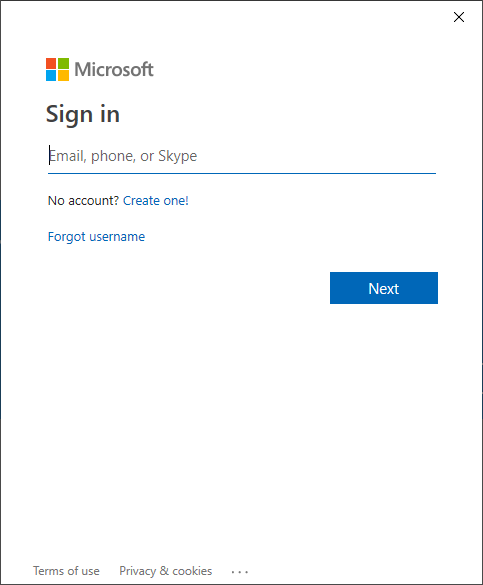 Microsoft
Sign in
Email, phone, or Skype
No account? Create one!
Forgot username
Next
Terms of use Privacy & cookies ...